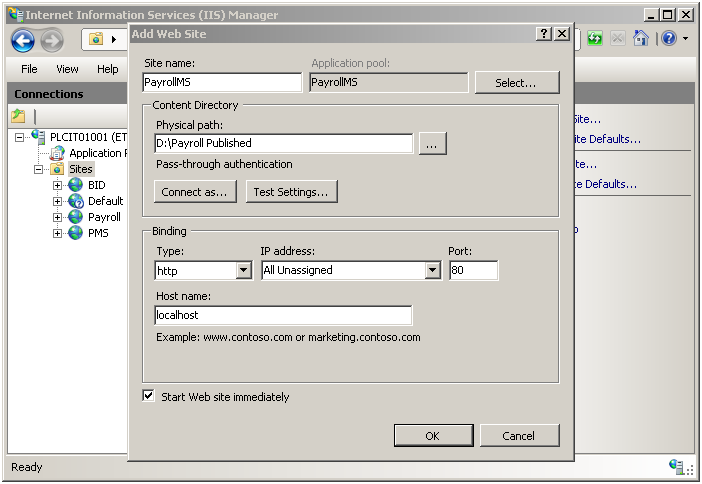 Internet Information Services (IIS) Manager
Add Web Site
File View Help
Connections
PLCIT01001 (ET
Application P
Sites
BID
Default
Payroll
PMS
Site name:
Application pool:
PayrollMS
PayrollMS
Select...
Content Directory
Physical path:
D:\Payroll Published
...
Pass-through authentication
Connect as...
Test Settings...
Binding
Type:
IP address:
Port:
http
All Unassigned
80
Host name:
localhost
Example: www.contoso.com or marketing.contoso.com
Start Web site immediately
OK
Cancel
ite...
ite Defaults...
te...
te Defaults...
Ready